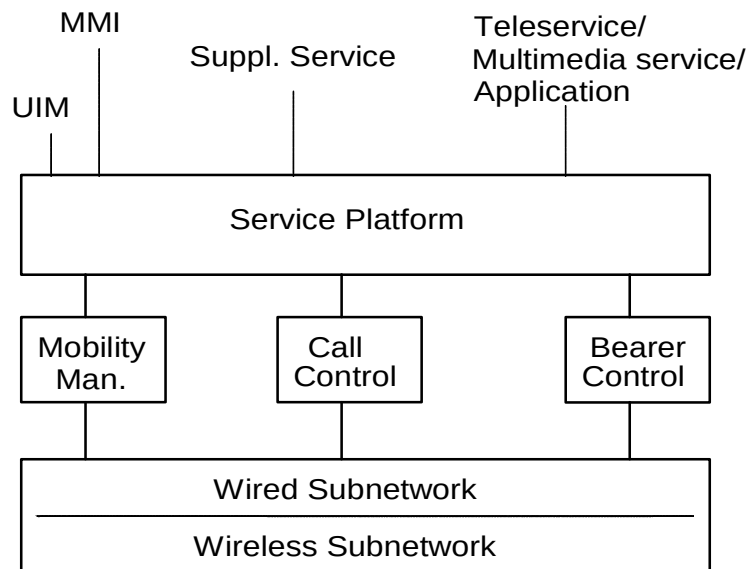 MMI
Suppl. Service
Teleservice/
Multimedia service/
Application
UIM
Service Platform
Mobility
Man.
Call
Control
Bearer
Control
Wired Subnetwork
Wireless Subnetwork